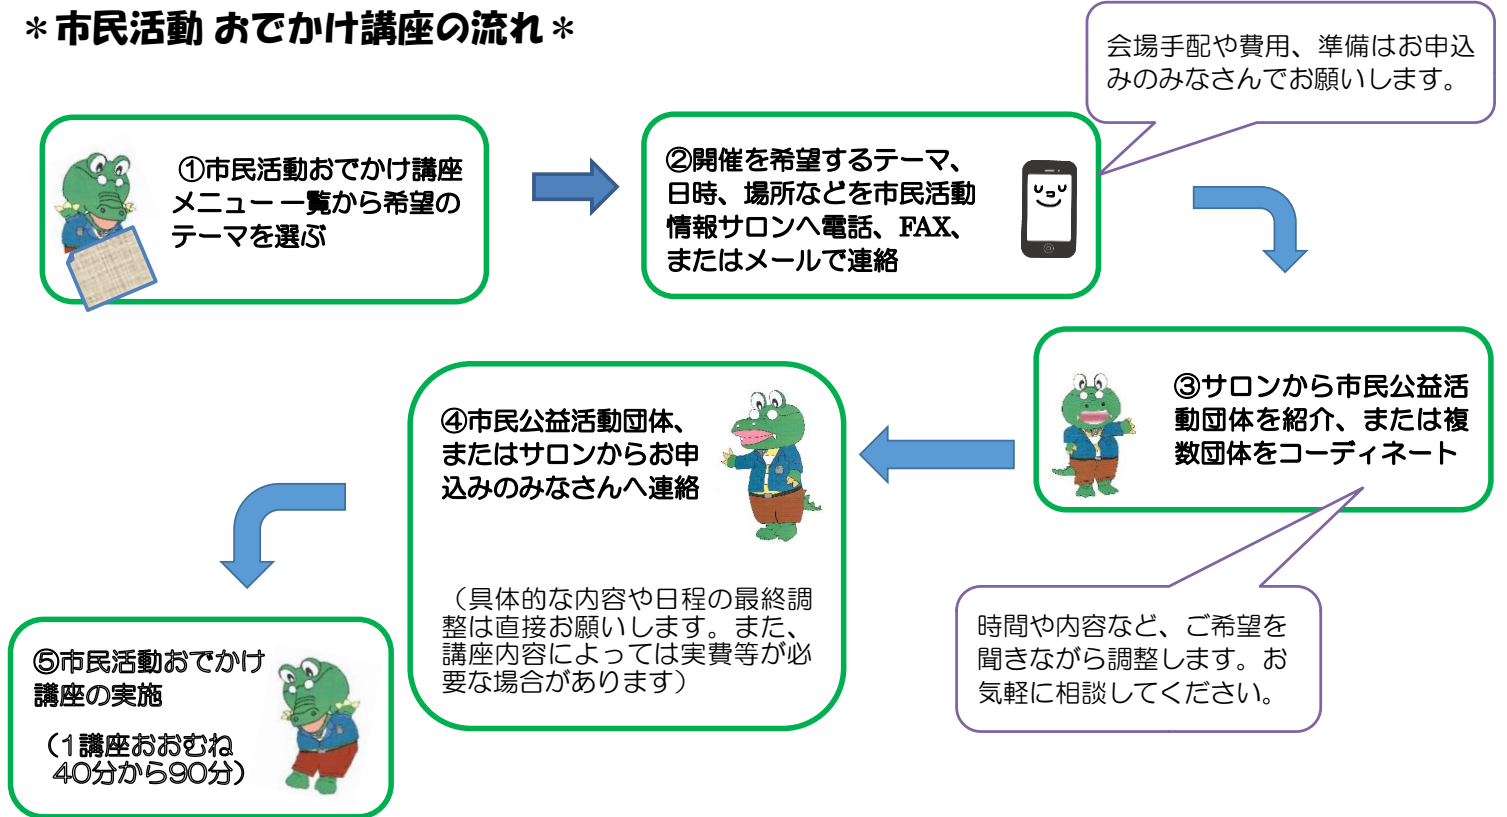 ＊市民活動 おでかけ講座の流れ＊
会場手配や費用、準備はお申込
みのみなさんでお願いします。
①市民活動おでかけ講座
メニュー一覧から希望の
テーマを選ぶ
②開催を希望するテーマ、
日時、場所などを市民活動
情報サロンへ電話、FAX、
またはメールで連絡
③サロンから市民公益活
動団体を紹介、または複
数団体をコーディネート
時間や内容など、ご希望を
聞きながら調整します。お
気軽に相談してください。
④市民公益活動団体、
またはサロンからお申
込みのみなさんへ連絡
（具体的な内容や日程の最終調
整は直接お願いします。また、
講座内容によっては実費等が必
要な場合があります）
⑤市民活動おでかけ
講座の実施
（1講座おおむね
40分から90分）